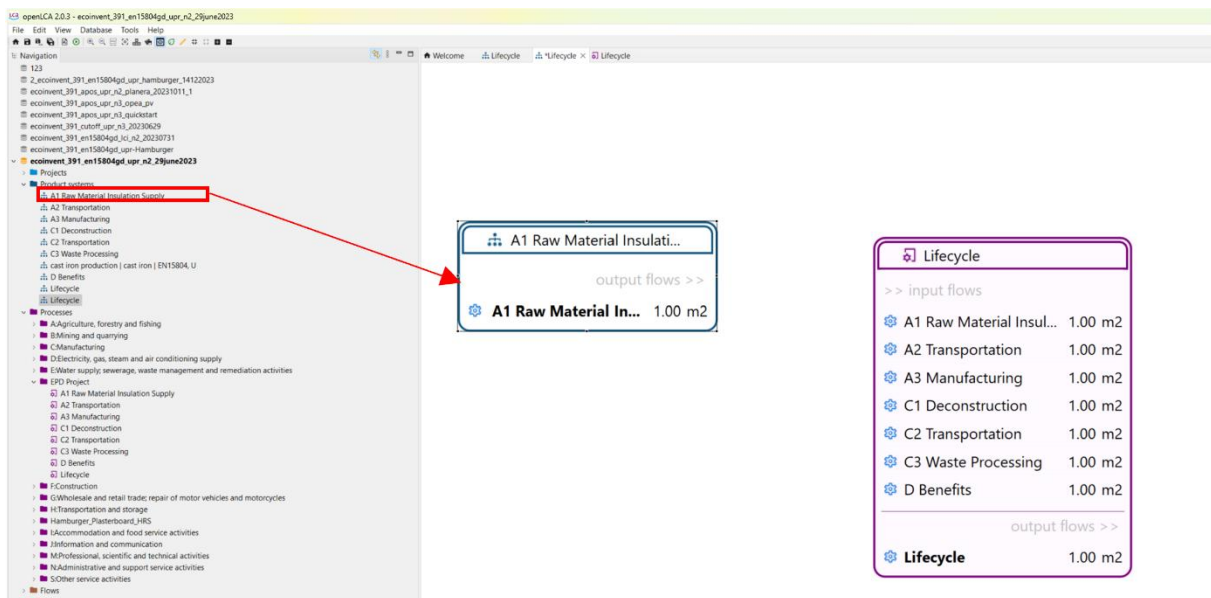 openLCA 2.0.3 - ecoinvent_391_en15804gd_upr_n2_29june2023
File Edit View Database Tools Help
Navigation
Welcome Lifecycle *Lifecycle Lifecycle
123
2_ecoinvent_391_en15804gd_upr_hamburger_14122023
ecoinvent_391_apos_upr_n2_planera_20231011_1
ecoinvent_391_apos_upr_n3_opea_pv
ecoinvent_391_apos_upr_n3_quickstart
ecoinvent_391_cutoff_upr_n3_20230629
ecoinvent_391_en15804gd_lci_n2_20230731
ecoinvent_391_en15804gd_upr-Hamburger
ecoinvent_391_en15804gd_upr_n2_29june2023
Projects
Product systems
A1 Raw Material Insulation Supply
A2 Transportation
A3 Manufacturing
C1 Deconstruction
C2 Transportation
C3 Waste Processing
cast iron production | cast iron | EN15804, U
D Benefits
Lifecycle
Lifecycle
Processes
A:Agriculture, forestry and fishing
B:Mining and quarrying
C:Manufacturing
D:Electricity, gas, steam and air conditioning supply
E:Water supply; sewerage, waste management and remediation activities
EPD Project
A1 Raw Material Insulation Supply
A2 Transportation
A3 Manufacturing
C1 Deconstruction
C2 Transportation
C3 Waste Processing
D Benefits
Lifecycle
F:Construction
G:Wholesale and retail trade; repair of motor vehicles and motorcycles
H:Transportation and storage
Hamburger_Plasterboard_HRS
I:Accommodation and food service activities
J:Information and communication
M:Professional, scientific and technical activities
N:Administrative and support service activities
S:Other service activities
Flows
A1 Raw Material Insulati...
output flows >>
A1 Raw Material In... 1.00 m2
Lifecycle
>> input flows
A1 Raw Material Insul... 1.00 m2
A2 Transportation 1.00 m2
A3 Manufacturing 1.00 m2
C1 Deconstruction 1.00 m2
C2 Transportation 1.00 m2
C3 Waste Processing 1.00 m2
D Benefits 1.00 m2
output flows >>
Lifecycle 1.00 m2